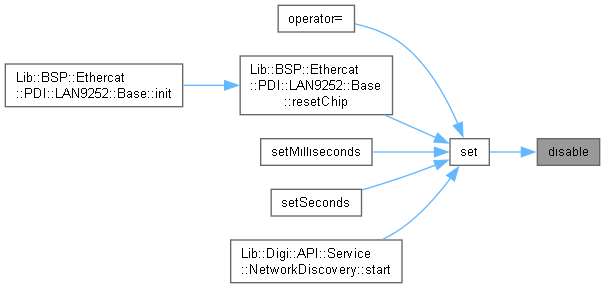 operator=
Lib::BSP::Ethercat
::PDI::LAN9252::Base::init
Lib::BSP::Ethercat
::PDI::LAN9252::Base
::resetChip
setMilliseconds
set
disable
setSeconds
Lib::Digi::API::Service
::NetworkDiscovery::start